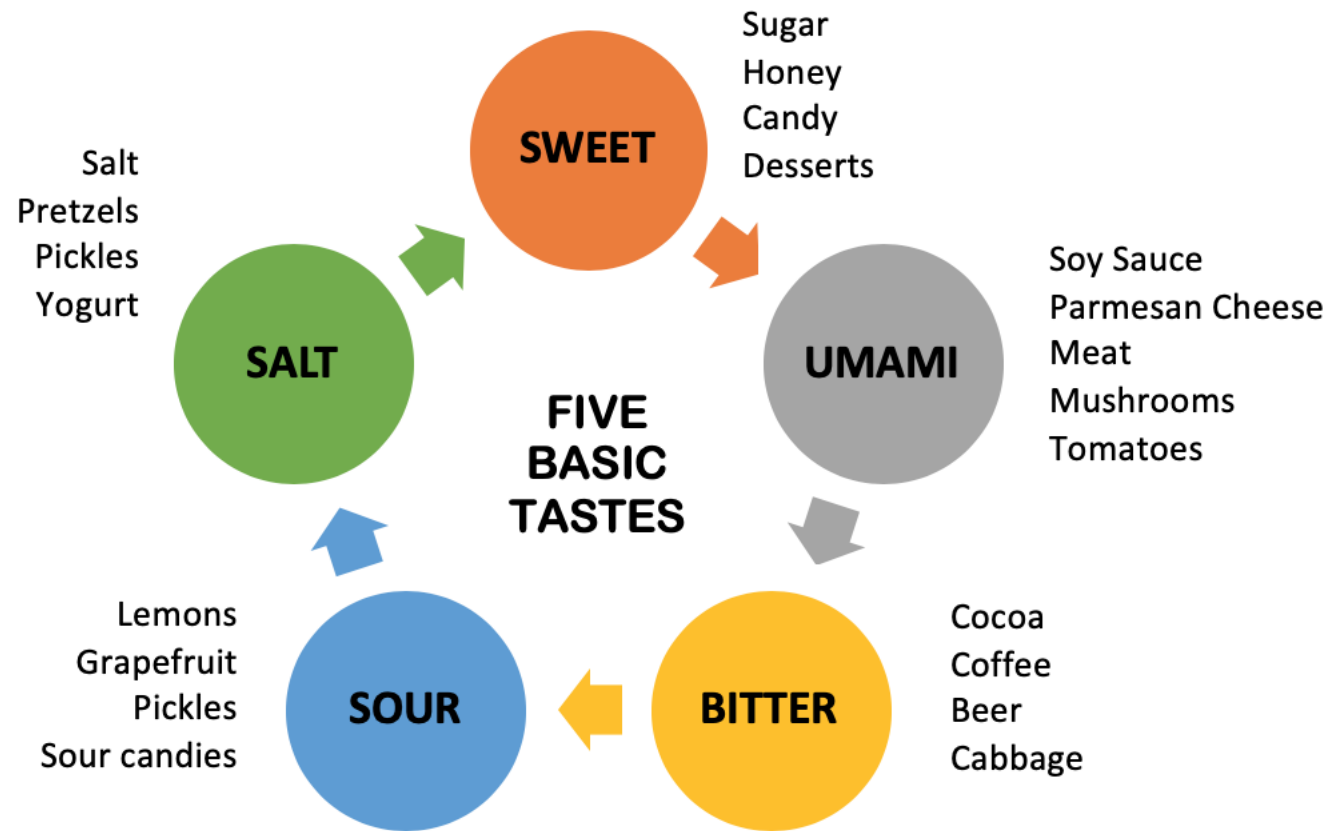 SWEET
Sugar
Honey
Candy
Desserts
UMAMI
Soy Sauce
Parmesan Cheese
Meat
Mushrooms
Tomatoes
BITTER
Cocoa
Coffee
Beer
Cabbage
SOUR
Lemons
Grapefruit
Pickles
Sour candies
SALT
Salt
Pretzels
Pickles
Yogurt
FIVE
BASIC
TASTES